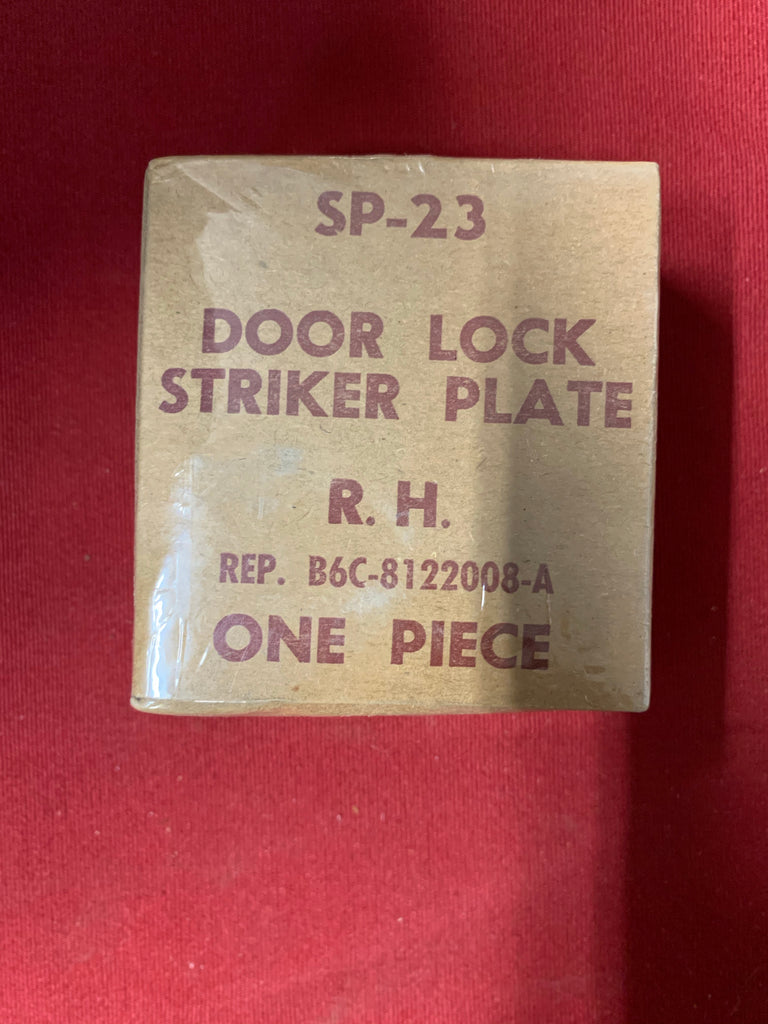 SP-23
DOOR LOCK
STRIKER PLATE
R. H.
REP. B6C-8122008-A
ONE PIECE